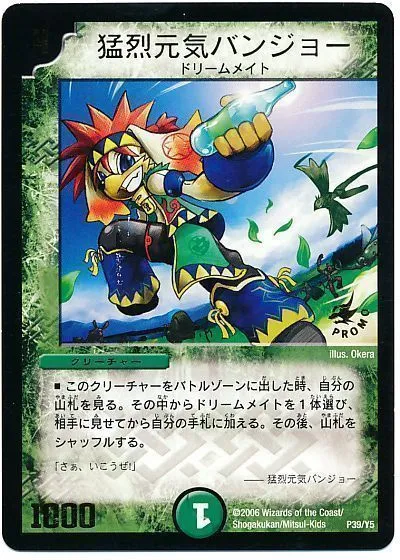 猛烈元気バンジョー
ドリームメイト
PROMO
illus. Okera
クリーチャー
■ このクリーチャーをバトルゾーンに出した時、自分の
山札を見る。その中からドリームメイトを1体選び、
相手に見せてから自分の手札に加える。その後、山札を
シャッフルする。
「さぁ、いこうぜ!」
―― 猛烈元気バンジョー
1000
1
©2006 Wizards of the Coast/
Shogakukan/Mitsui-Kids
P39/Y5